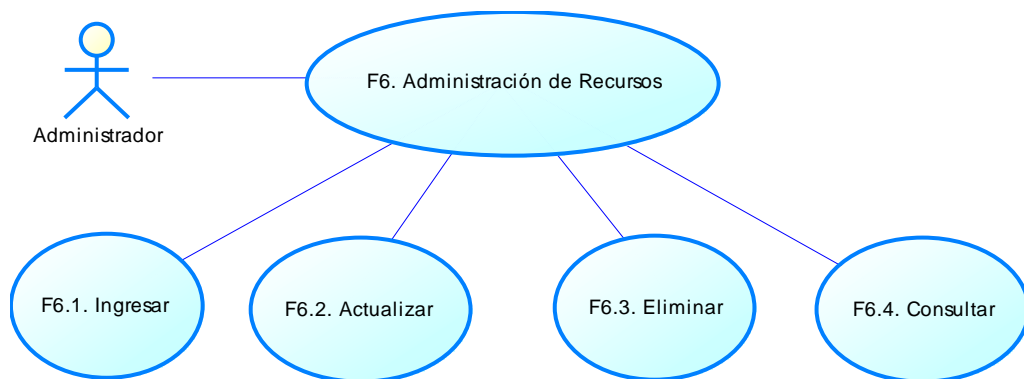 F6. Administración de Recursos
Administrador
F6.1. Ingresar
F6.2. Actualizar
F6.3. Eliminar
F6.4. Consultar